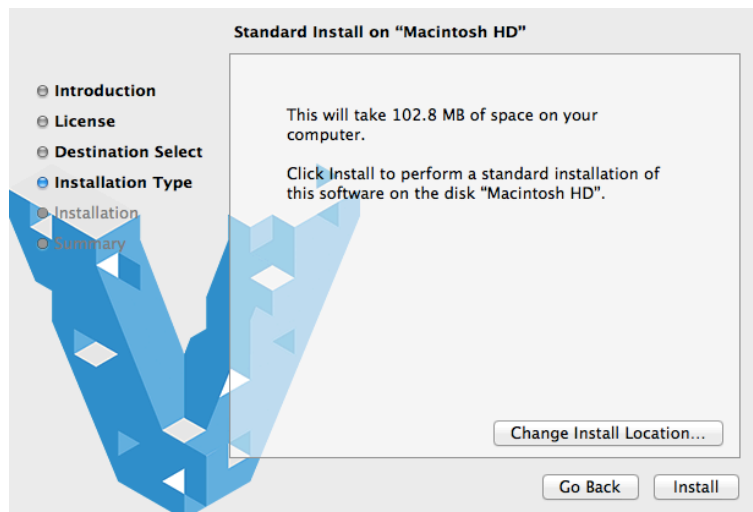 Standard Install on “Macintosh HD”
Introduction
License
Destination Select
Installation Type
Installation
Summary
This will take 102.8 MB of space on your
computer.
Click Install to perform a standard installation of
this software on the disk “Macintosh HD”.
Change Install Location...
Go Back
Install